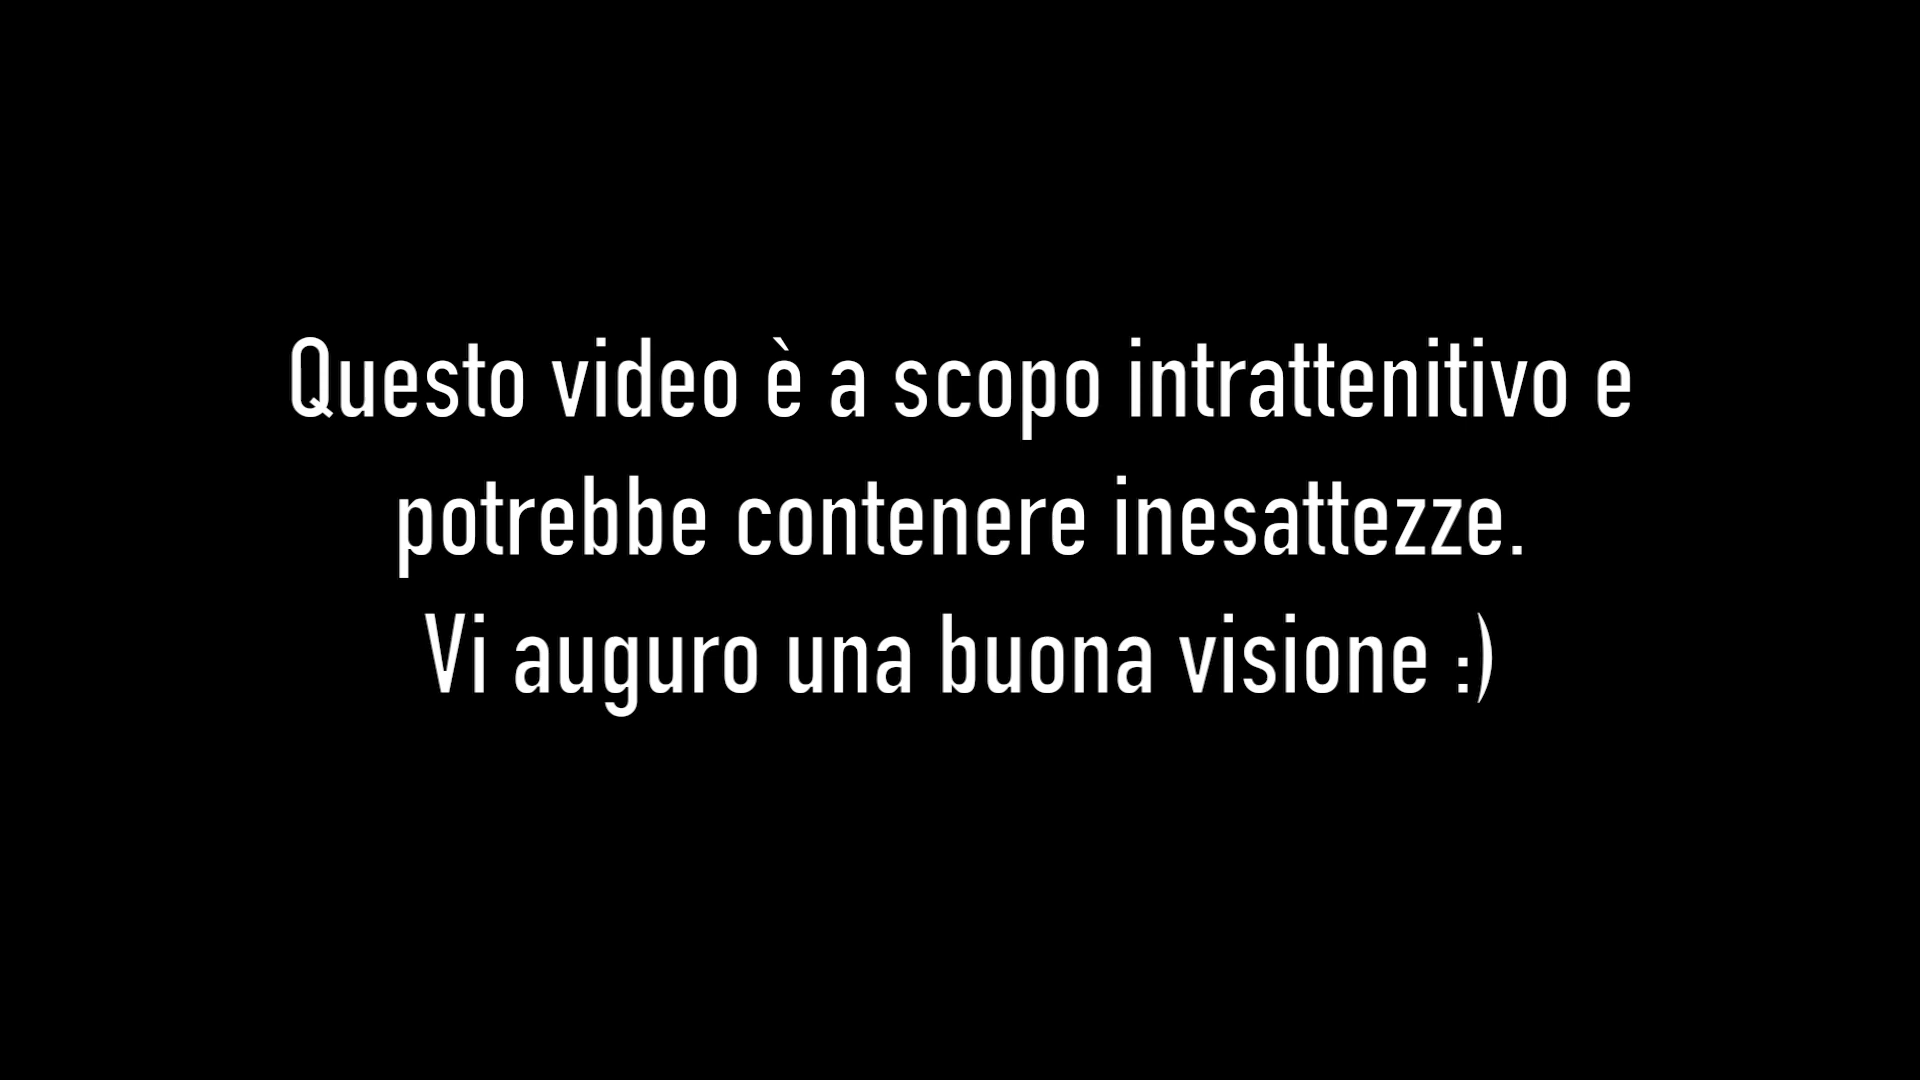 Questo video è a scopo intrattenitivo e
potrebbe contenere inesattezze.
Vi auguro una buona visione :)